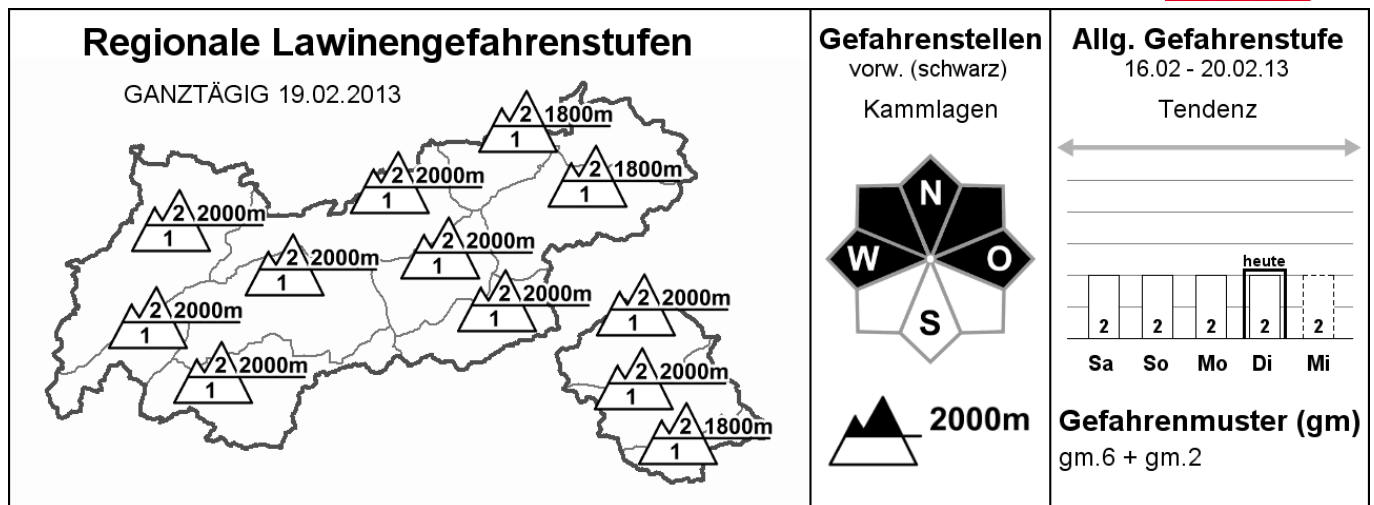 Regionale Lawinengefahrenstufen
GANZTÄGIG 19.02.2013
2 1800m
1
2 2000m
1
2 1800m
1
2 2000m
1
2 2000m
1
2 2000m
1
2 2000m
1
2 2000m
1
2 2000m
1
2 2000m
1
2 2000m
1
2 1800m
1
Gefahrenstellen
vorw. (schwarz)
Kammlagen
N
W O
S
2000m
Allg. Gefahrenstufe
16.02 - 20.02.13
Tendenz
heute
2 2 2 2 2
Sa So Mo Di Mi
Gefahrenmuster (gm)
gm.6 + gm.2